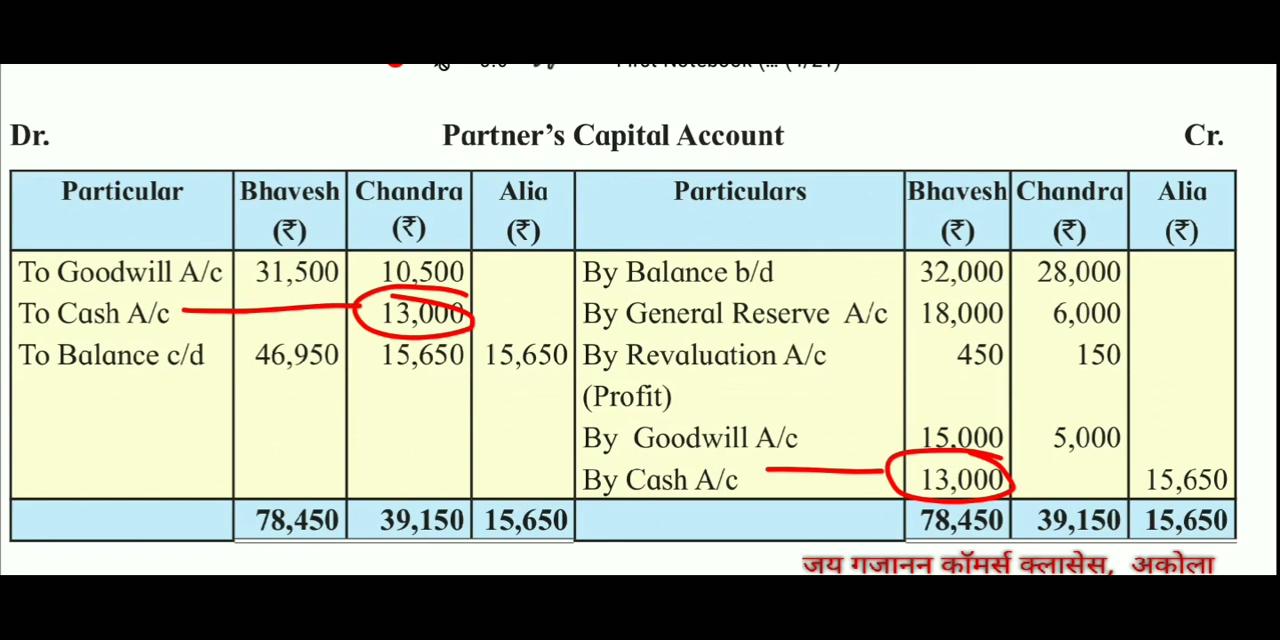 First Notebook (... (4/21)
Dr. Partner's Capital Account Cr.
Particular Bhavesh Chandra Alia Particulars Bhavesh Chandra Alia
(₹) (₹) (₹) (₹) (₹) (₹)
To Goodwill A/c 31,500 10,500 By Balance b/d 32,000 28,000
To Cash A/c 13,000 By General Reserve A/c 18,000 6,000
To Balance c/d 46,950 15,650 15,650 By Revaluation A/c 450 150
(Profit)
By Goodwill A/c 15,000 5,000
By Cash A/c 13,000 15,650
78,450 39,150 15,650 78,450 39,150 15,650
जय गजानन कॉमर्स क्लासेस, अकोला